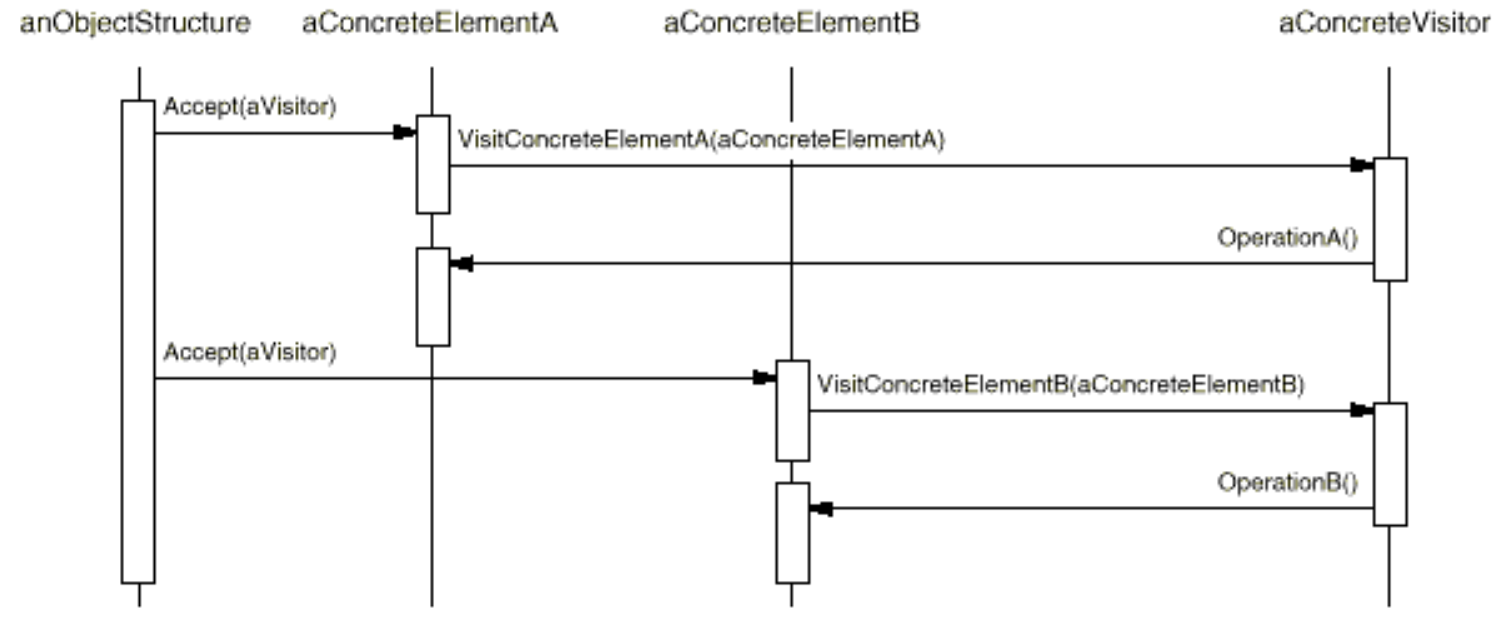 anObjectStructure aConcreteElementA aConcreteElementB aConcreteVisitor
Accept(aVisitor)
VisitConcreteElementA(aConcreteElementA)
OperationA()
Accept(aVisitor)
VisitConcreteElementB(aConcreteElementB)
OperationB()